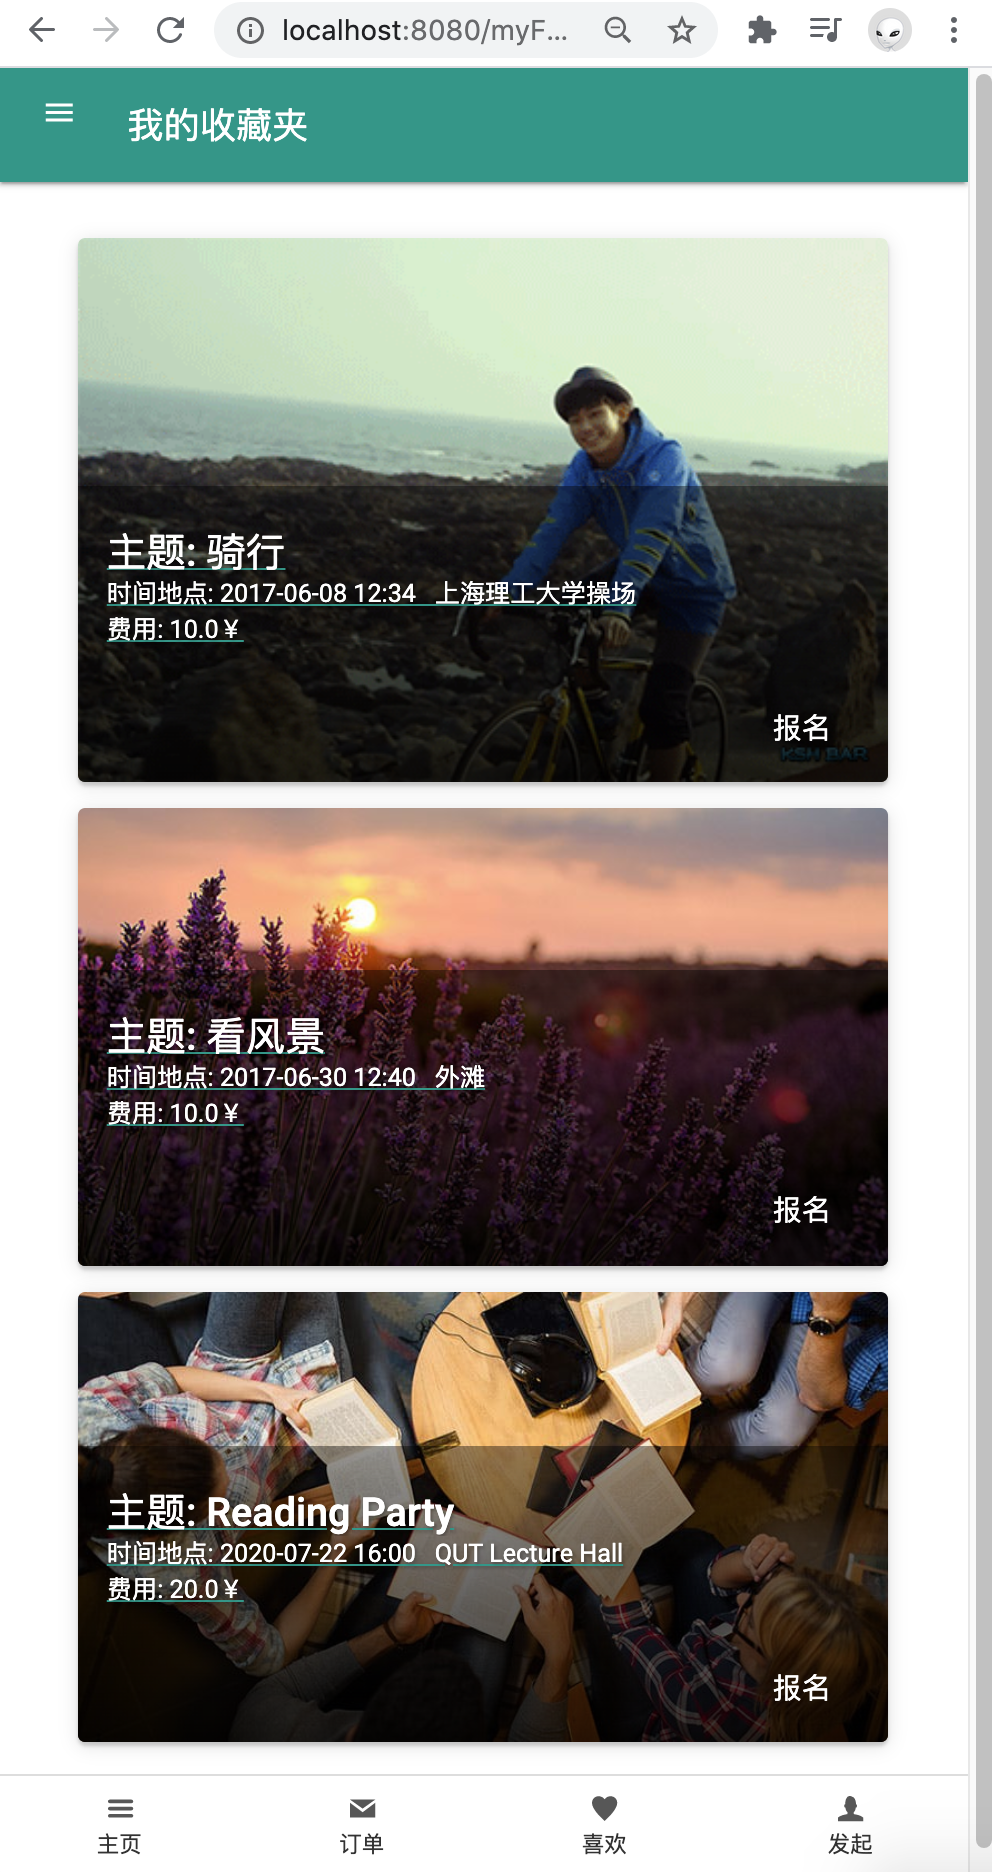 localhost:8080/myF...
我的收藏夹
主题: 骑行
时间地点: 2017-06-08 12:34 上海理工大学操场
费用: 10.0￥
报名
KSH BAR
主题: 看风景
时间地点: 2017-06-30 12:40 外滩
费用: 10.0￥
报名
主题: Reading Party
时间地点: 2020-07-22 16:00 QUT Lecture Hall
费用: 20.0￥
报名
主页 订单 喜欢 发起